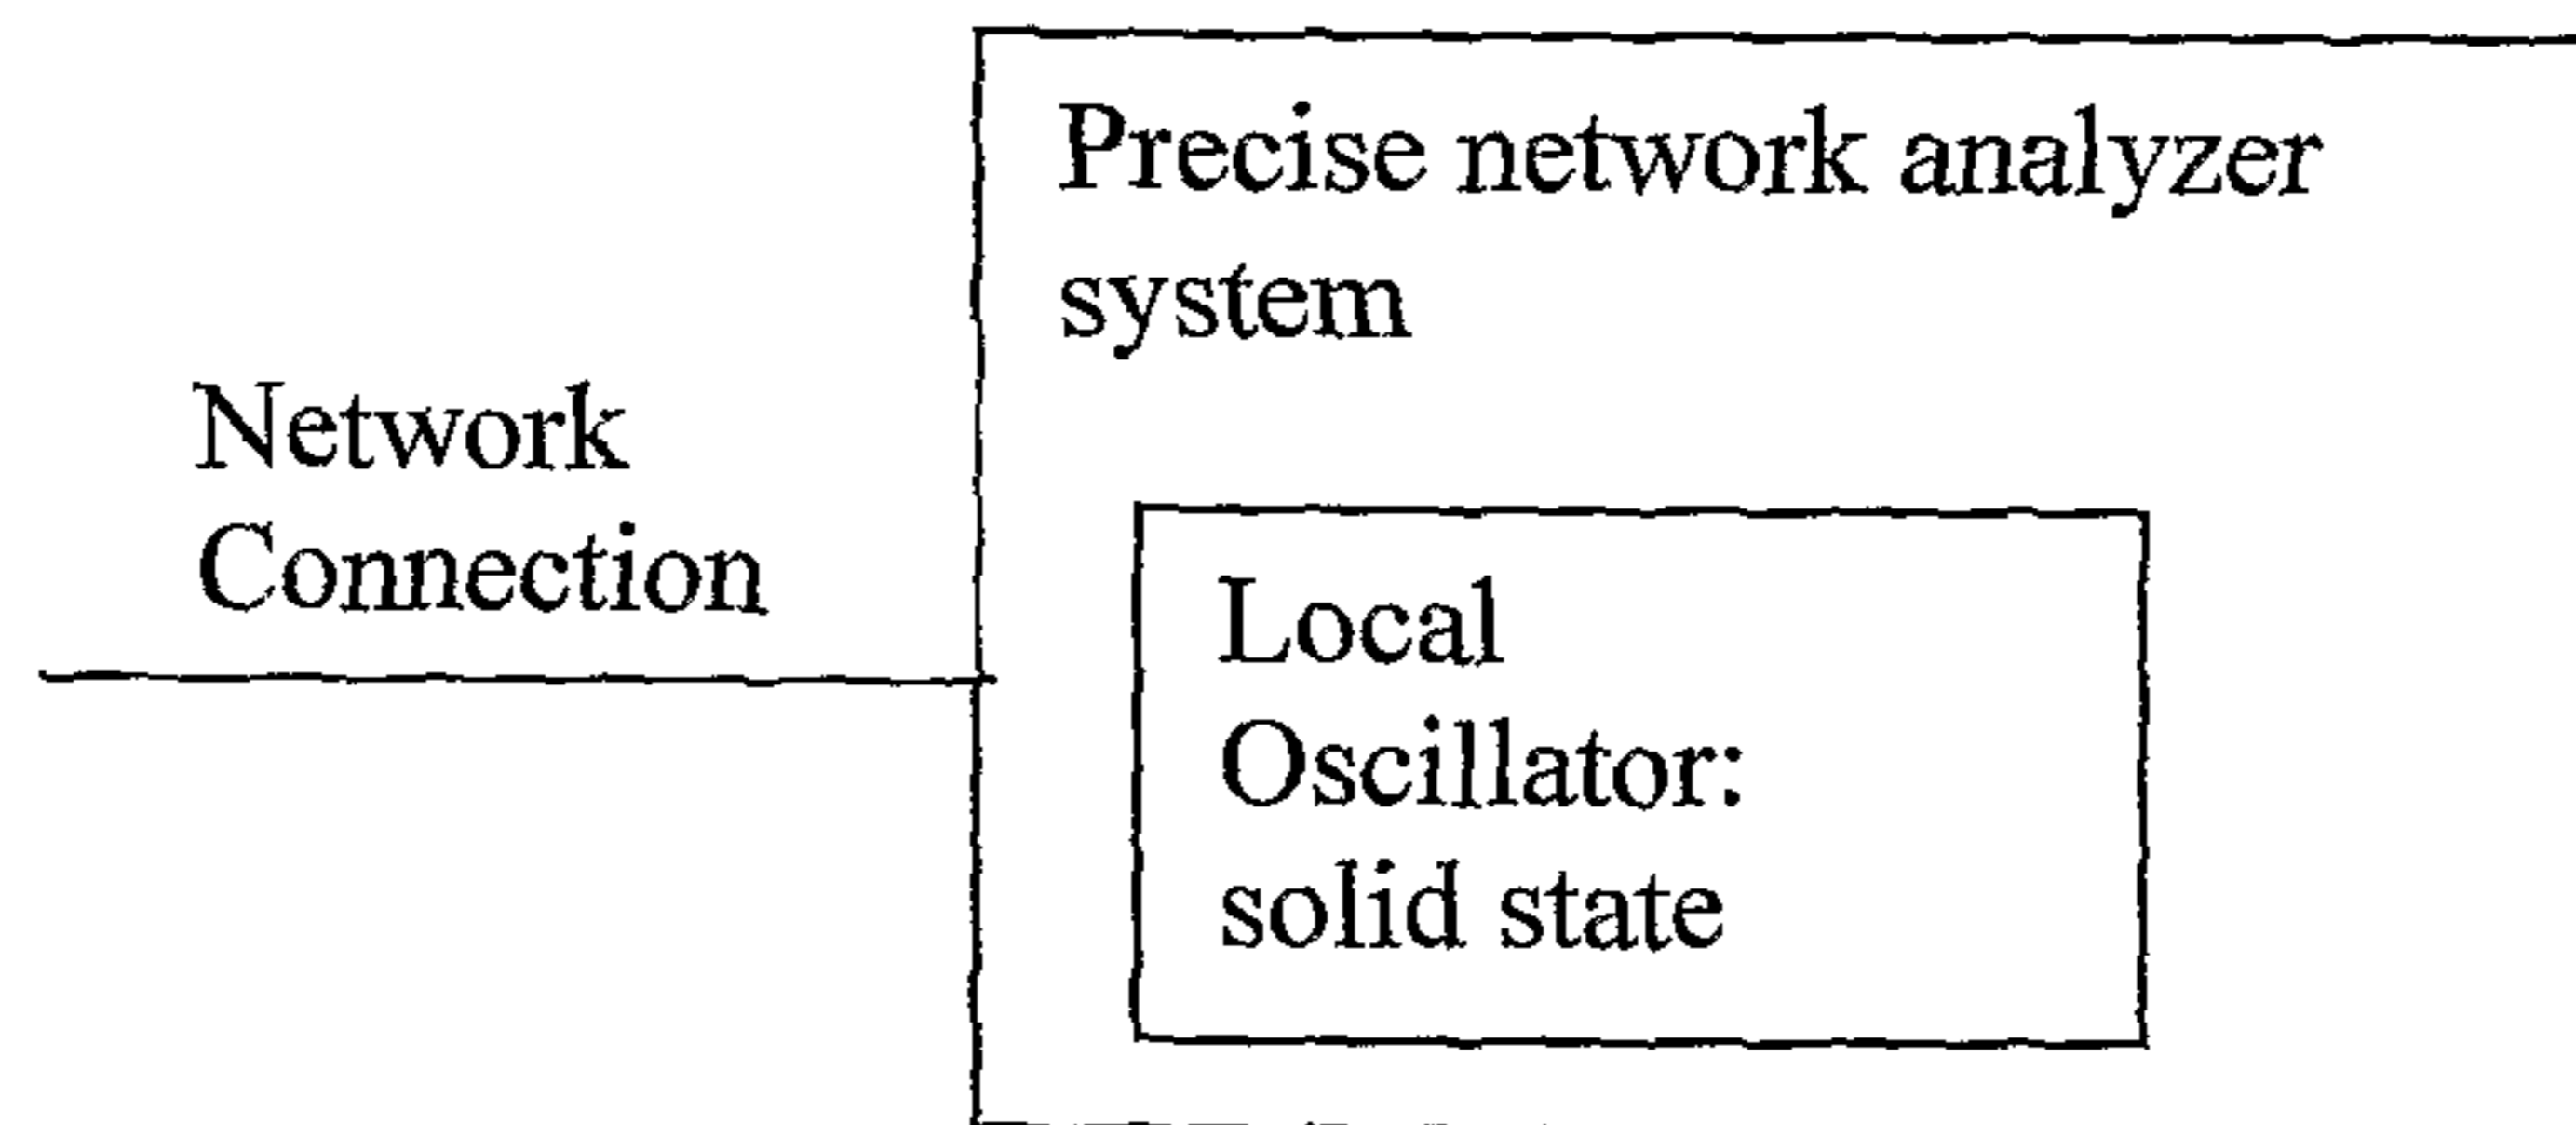 Precise network analyzer
system
Network
Connection
Local
Oscillator:
solid state